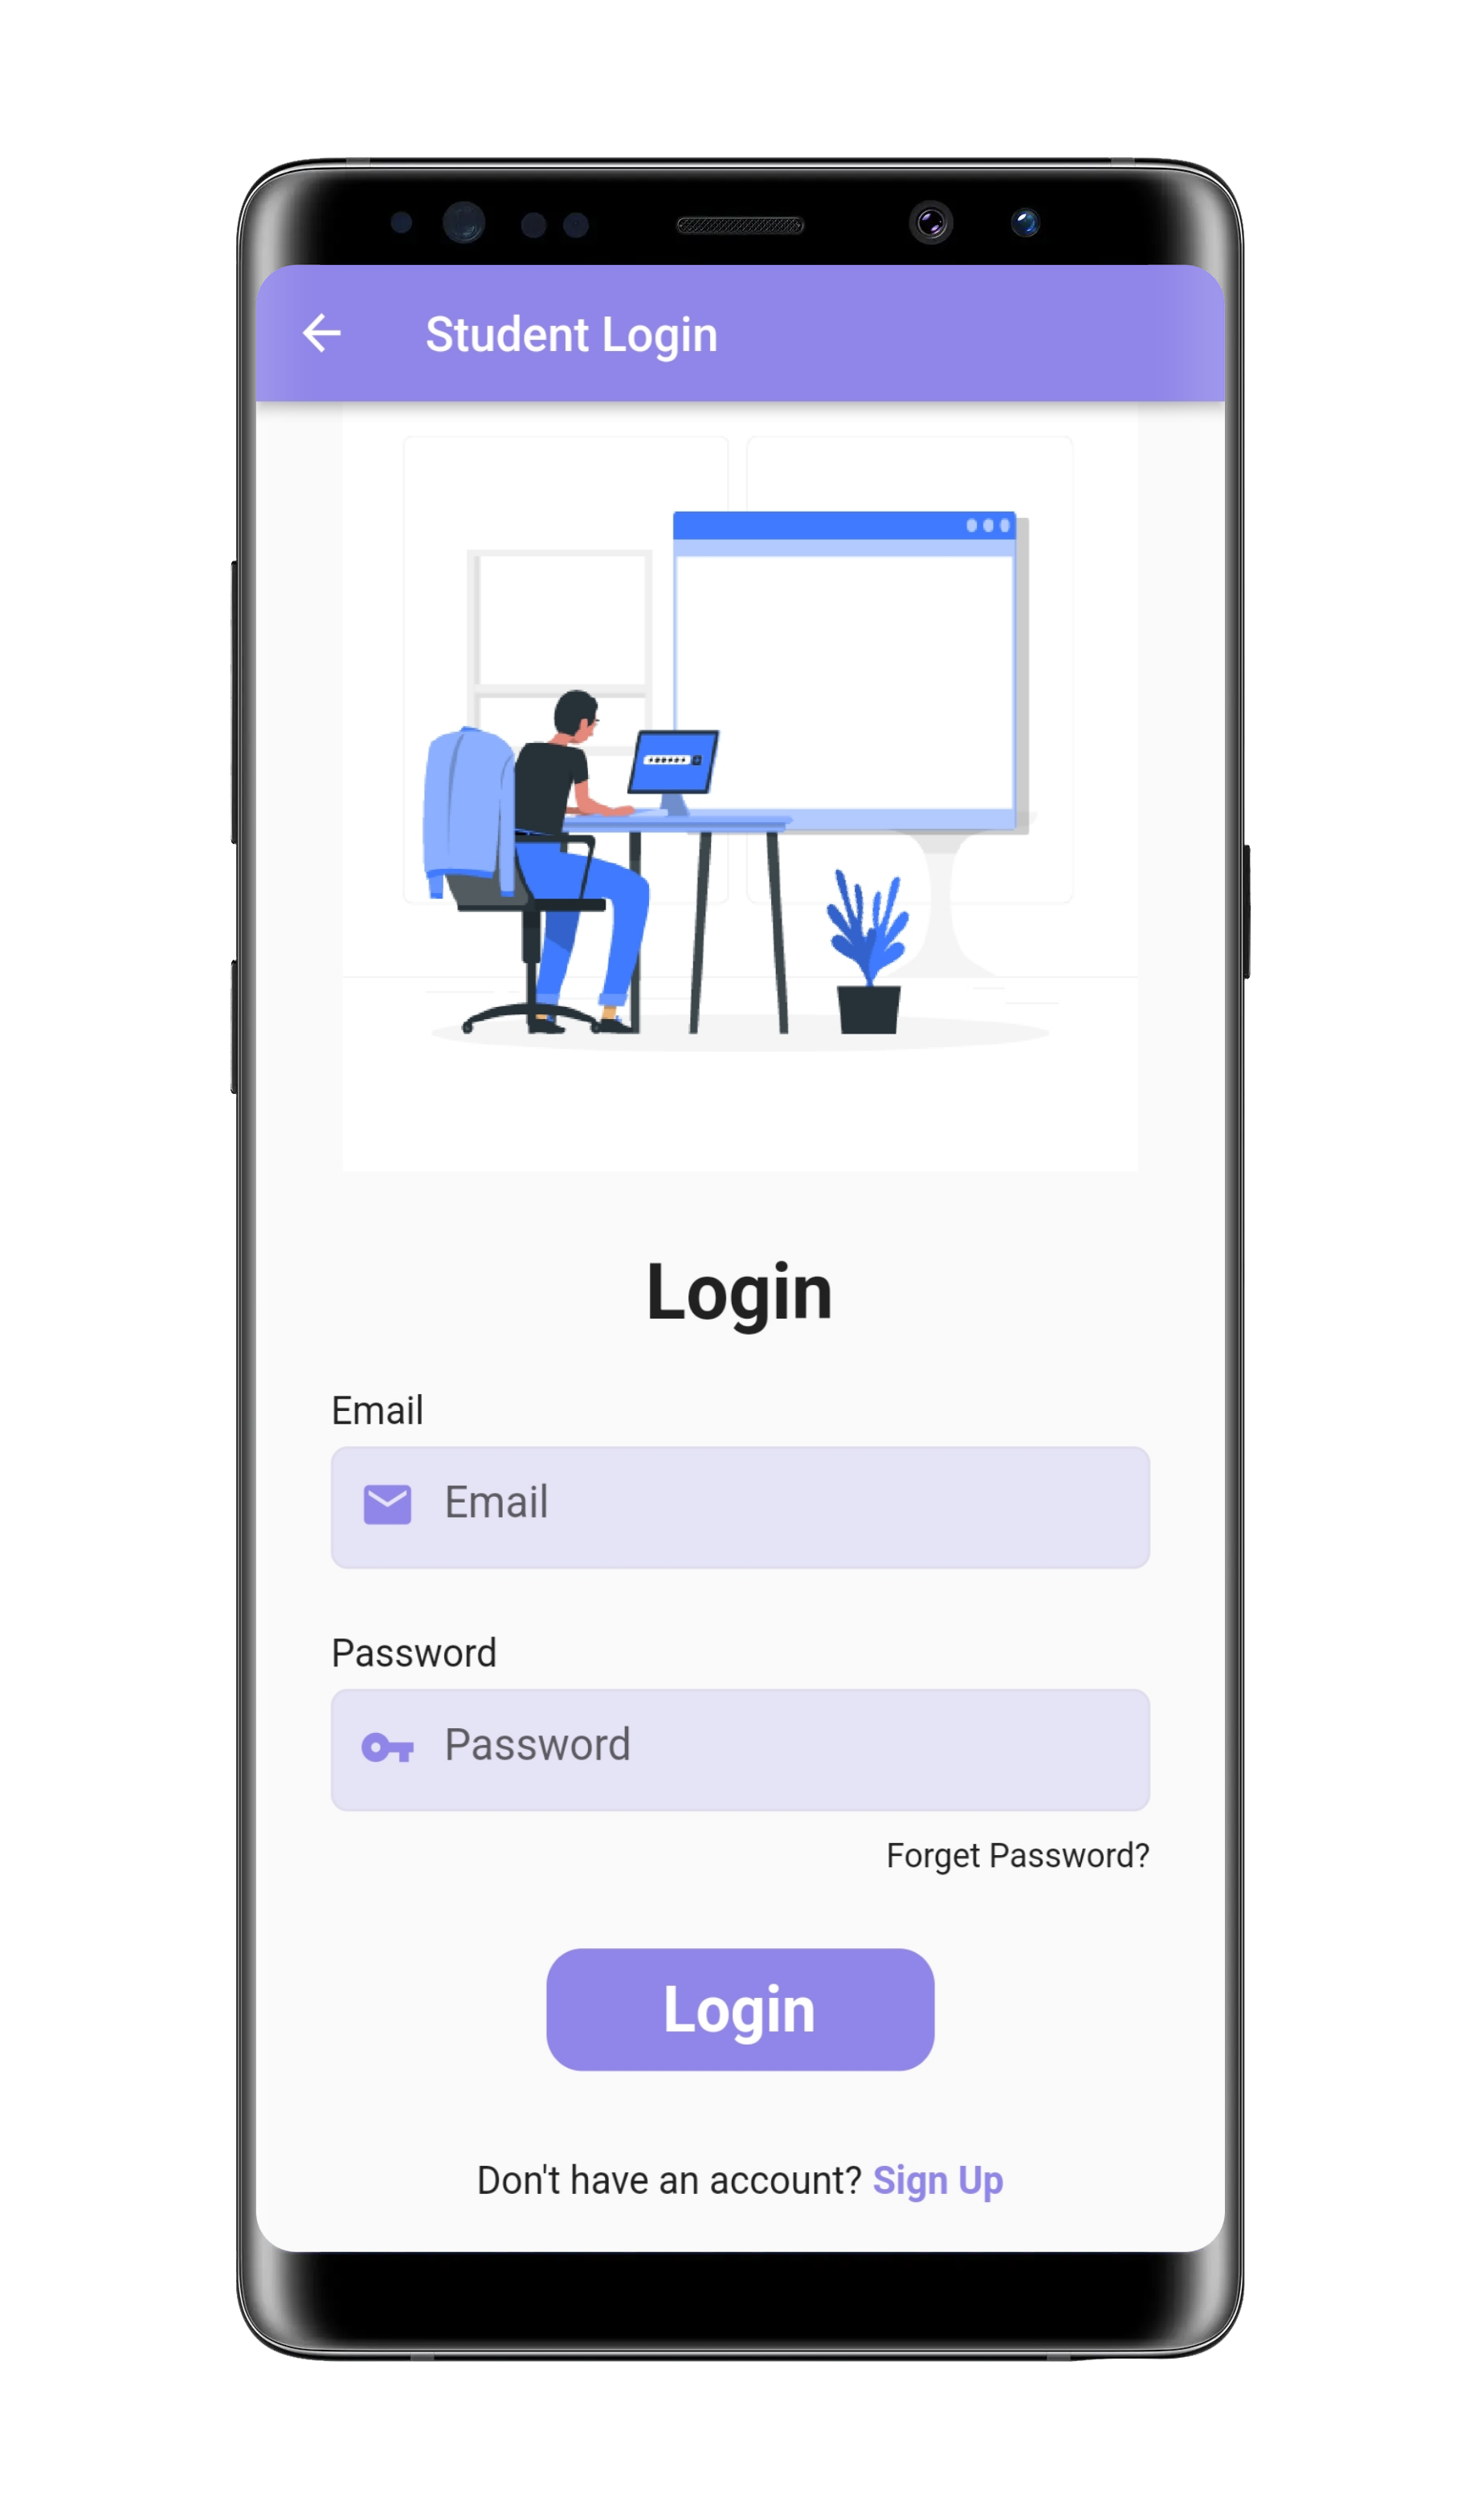 Student Login
Login
Email
Email
Password
Password
Forget Password?
Login
Don't have an account? Sign Up